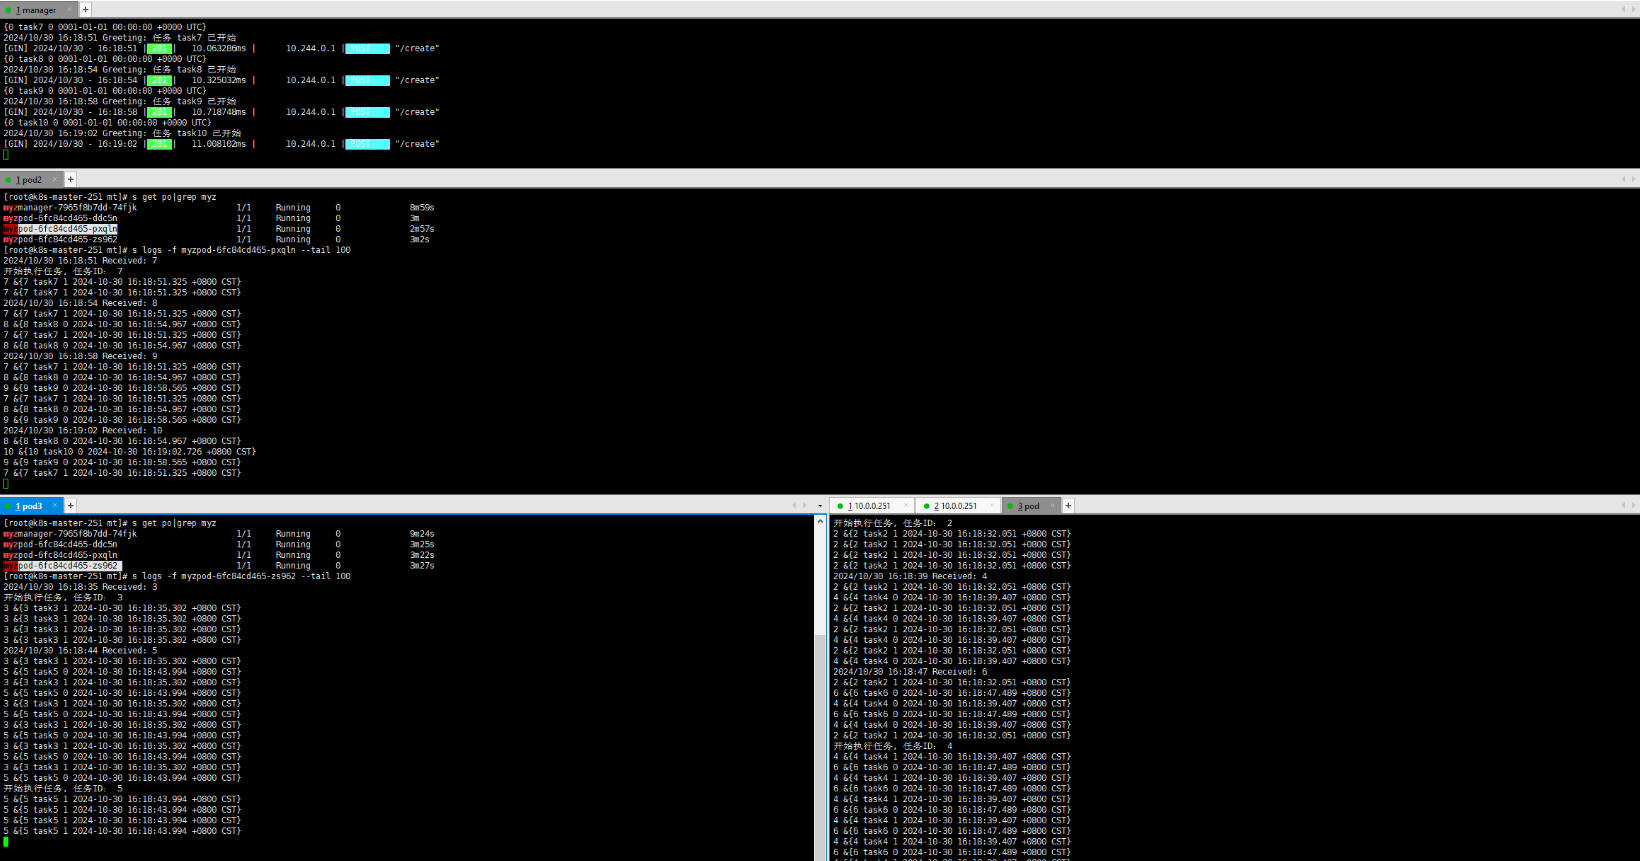 1 manager
{0 task7 0 0001-01-01 00:00:00 +0000 UTC}
2024/10/30 16:18:51 Greeting: 任务 task7 已开始
[GIN] 2024/10/30 - 16:18:51 | 201 | 10.063286ms | 10.244.0.1 | POST "/create"
{0 task8 0 0001-01-01 00:00:00 +0000 UTC}
2024/10/30 16:18:54 Greeting: 任务 task8 已开始
[GIN] 2024/10/30 - 16:18:54 | 201 | 10.325032ms | 10.244.0.1 | POST "/create"
{0 task9 0 0001-01-01 00:00:00 +0000 UTC}
2024/10/30 16:18:58 Greeting: 任务 task9 已开始
[GIN] 2024/10/30 - 16:18:58 | 201 | 10.718748ms | 10.244.0.1 | POST "/create"
{0 task10 0 0001-01-01 00:00:00 +0000 UTC}
2024/10/30 16:19:02 Greeting: 任务 task10 已开始
[GIN] 2024/10/30 - 16:19:02 | 201 | 11.008102ms | 10.244.0.1 | POST "/create"
1 pod2
[root@k8s-master-251 mt]# s get po|grep myz
myzmanager-7965f8b7dd-74fjk 1/1 Running 0 8m59s
myzpod-6fc84cd465-ddc5n 1/1 Running 0 3m
myzpod-6fc84cd465-pxqln 1/1 Running 0 2m57s
myzpod-6fc84cd465-zs962 1/1 Running 0 3m2s
[root@k8s-master-251 mt]# s logs -f myzpod-6fc84cd465-pxqln --tail 100
2024/10/30 16:18:51 Received: 7
开始执行任务, 任务ID: 7
7 &{7 task7 1 2024-10-30 16:18:51.325 +0800 CST}
7 &{7 task7 1 2024-10-30 16:18:51.325 +0800 CST}
2024/10/30 16:18:54 Received: 8
7 &{7 task7 1 2024-10-30 16:18:51.325 +0800 CST}
8 &{8 task8 0 2024-10-30 16:18:54.967 +0800 CST}
7 &{7 task7 1 2024-10-30 16:18:51.325 +0800 CST}
8 &{8 task8 0 2024-10-30 16:18:54.967 +0800 CST}
2024/10/30 16:18:58 Received: 9
7 &{7 task7 1 2024-10-30 16:18:51.325 +0800 CST}
8 &{8 task8 0 2024-10-30 16:18:54.967 +0800 CST}
9 &{9 task9 0 2024-10-30 16:18:58.565 +0800 CST}
7 &{7 task7 1 2024-10-30 16:18:51.325 +0800 CST}
8 &{8 task8 0 2024-10-30 16:18:54.967 +0800 CST}
9 &{9 task9 0 2024-10-30 16:18:58.565 +0800 CST}
2024/10/30 16:19:02 Received: 10
8 &{8 task8 0 2024-10-30 16:18:54.967 +0800 CST}
10 &{10 task10 0 2024-10-30 16:19:02.726 +0800 CST}
9 &{9 task9 0 2024-10-30 16:18:58.565 +0800 CST}
7 &{7 task7 1 2024-10-30 16:18:51.325 +0800 CST}
1 pod3
[root@k8s-master-251 mt]# s get po|grep myz
myzmanager-7965f8b7dd-74fjk 1/1 Running 0 9m24s
myzpod-6fc84cd465-ddc5n 1/1 Running 0 3m25s
myzpod-6fc84cd465-pxqln 1/1 Running 0 3m22s
myzpod-6fc84cd465-zs962 1/1 Running 0 3m27s
[root@k8s-master-251 mt]# s logs -f myzpod-6fc84cd465-zs962 --tail 100
2024/10/30 16:18:35 Received: 3
开始执行任务, 任务ID: 3
3 &{3 task3 1 2024-10-30 16:18:35.302 +0800 CST}
3 &{3 task3 1 2024-10-30 16:18:35.302 +0800 CST}
3 &{3 task3 1 2024-10-30 16:18:35.302 +0800 CST}
3 &{3 task3 1 2024-10-30 16:18:35.302 +0800 CST}
2024/10/30 16:18:44 Received: 5
3 &{3 task3 1 2024-10-30 16:18:35.302 +0800 CST}
5 &{5 task5 0 2024-10-30 16:18:43.994 +0800 CST}
3 &{3 task3 1 2024-10-30 16:18:35.302 +0800 CST}
5 &{5 task5 0 2024-10-30 16:18:43.994 +0800 CST}
3 &{3 task3 1 2024-10-30 16:18:35.302 +0800 CST}
5 &{5 task5 0 2024-10-30 16:18:43.994 +0800 CST}
3 &{3 task3 1 2024-10-30 16:18:35.302 +0800 CST}
5 &{5 task5 0 2024-10-30 16:18:43.994 +0800 CST}
3 &{3 task3 1 2024-10-30 16:18:35.302 +0800 CST}
5 &{5 task5 0 2024-10-30 16:18:43.994 +0800 CST}
3 &{3 task3 1 2024-10-30 16:18:35.302 +0800 CST}
5 &{5 task5 0 2024-10-30 16:18:43.994 +0800 CST}
开始执行任务, 任务ID: 5
5 &{5 task5 1 2024-10-30 16:18:43.994 +0800 CST}
5 &{5 task5 1 2024-10-30 16:18:43.994 +0800 CST}
5 &{5 task5 1 2024-10-30 16:18:43.994 +0800 CST}
5 &{5 task5 1 2024-10-30 16:18:43.994 +0800 CST}
1 10.0.0.251
2 10.0.0.251
3 pod
开始执行任务, 任务ID: 2
2 &{2 task2 1 2024-10-30 16:18:32.051 +0800 CST}
2 &{2 task2 1 2024-10-30 16:18:32.051 +0800 CST}
2 &{2 task2 1 2024-10-30 16:18:32.051 +0800 CST}
2 &{2 task2 1 2024-10-30 16:18:32.051 +0800 CST}
2024/10/30 16:18:39 Received: 4
2 &{2 task2 1 2024-10-30 16:18:32.051 +0800 CST}
4 &{4 task4 0 2024-10-30 16:18:39.407 +0800 CST}
2 &{2 task2 1 2024-10-30 16:18:32.051 +0800 CST}
4 &{4 task4 0 2024-10-30 16:18:39.407 +0800 CST}
2 &{2 task2 1 2024-10-30 16:18:32.051 +0800 CST}
4 &{4 task4 0 2024-10-30 16:18:39.407 +0800 CST}
2 &{2 task2 1 2024-10-30 16:18:32.051 +0800 CST}
4 &{4 task4 0 2024-10-30 16:18:39.407 +0800 CST}
2024/10/30 16:18:47 Received: 6
2 &{2 task2 1 2024-10-30 16:18:32.051 +0800 CST}
6 &{6 task6 0 2024-10-30 16:18:47.489 +0800 CST}
4 &{4 task4 0 2024-10-30 16:18:39.407 +0800 CST}
6 &{6 task6 0 2024-10-30 16:18:47.489 +0800 CST}
4 &{4 task4 0 2024-10-30 16:18:39.407 +0800 CST}
2 &{2 task2 1 2024-10-30 16:18:32.051 +0800 CST}
开始执行任务, 任务ID: 4
4 &{4 task4 1 2024-10-30 16:18:39.407 +0800 CST}
6 &{6 task6 0 2024-10-30 16:18:47.489 +0800 CST}
4 &{4 task4 1 2024-10-30 16:18:39.407 +0800 CST}
6 &{6 task6 0 2024-10-30 16:18:47.489 +0800 CST}
4 &{4 task4 1 2024-10-30 16:18:39.407 +0800 CST}
6 &{6 task6 0 2024-10-30 16:18:47.489 +0800 CST}
4 &{4 task4 1 2024-10-30 16:18:39.407 +0800 CST}
6 &{6 task6 0 2024-10-30 16:18:47.489 +0800 CST}
4 &{4 task4 1 2024-10-30 16:18:39.407 +0800 CST}
6 &{6 task6 0 2024-10-30 16:18:47.489 +0800 CST}